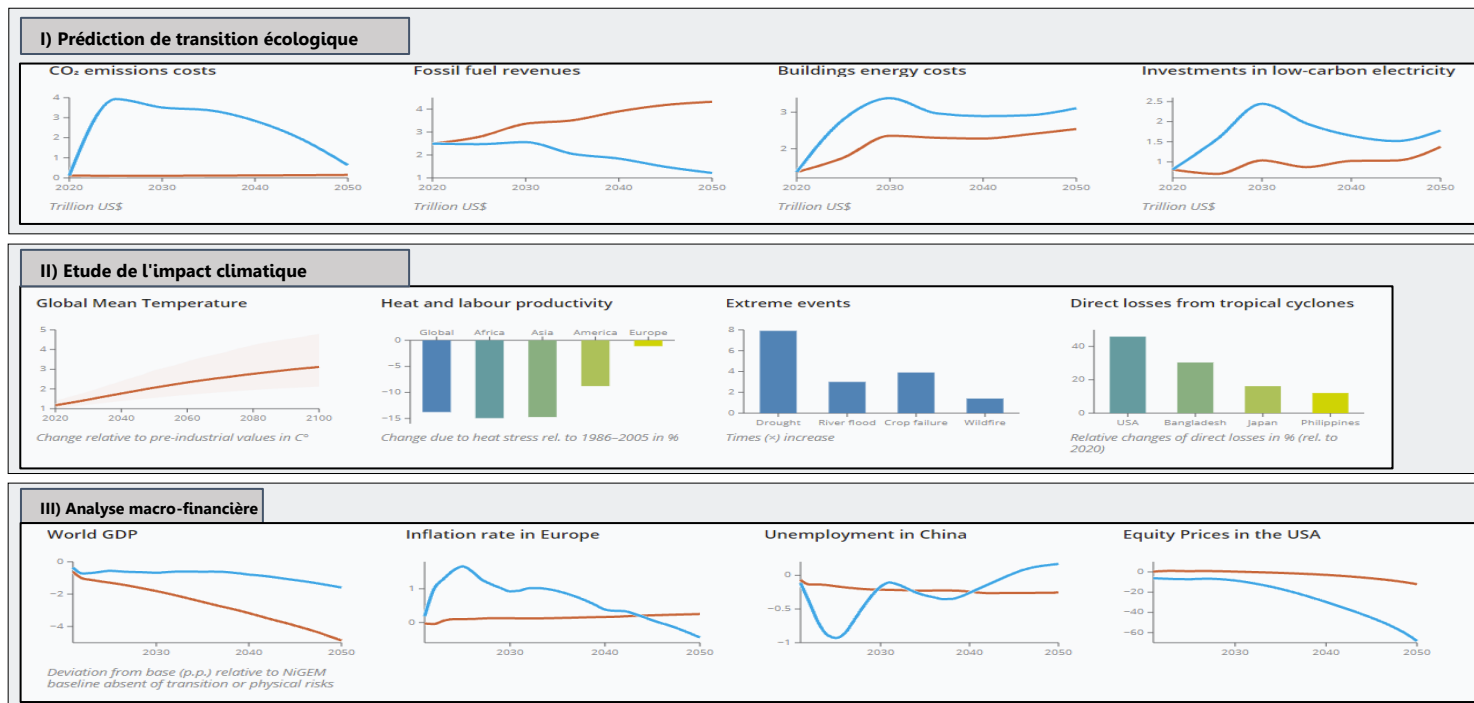 I) Prédiction de transition écologique
CO₂ emissions costs
4
3
2
1
0
2020 2030 2040 2050
Trillion US$
Fossil fuel revenues
4
3
2
1
2020 2030 2040 2050
Trillion US$
Buildings energy costs
3
2
2020 2030 2040 2050
Trillion US$
Investments in low-carbon electricity
2.5
2
1.5
1
2020 2030 2040 2050
Trillion US$
II) Etude de l'impact climatique
Global Mean Temperature
5
4
3
2
1
2020 2040 2060 2080 2100
Change relative to pre-industrial values in C°
Heat and labour productivity
Global Africa Asia America Europe
0
−5
−10
−15
Change due to heat stress rel. to 1986–2005 in %
Extreme events
8
6
4
2
0
Drought River flood Crop failure Wildfire
Times (×) increase
Direct losses from tropical cyclones
40
20
0
USA Bangladesh Japan Philippines
Relative changes of direct losses in % (rel. to
2020)
III) Analyse macro-financière
World GDP
0
−2
−4
2030 2040 2050
Deviation from base (p.p.) relative to NiGEM
baseline absent of transition or physical risks
Inflation rate in Europe
1
0
2030 2040 2050
Unemployment in China
0
−0.5
−1
2030 2040 2050
Equity Prices in the USA
0
−20
−40
−60
2030 2040 2050